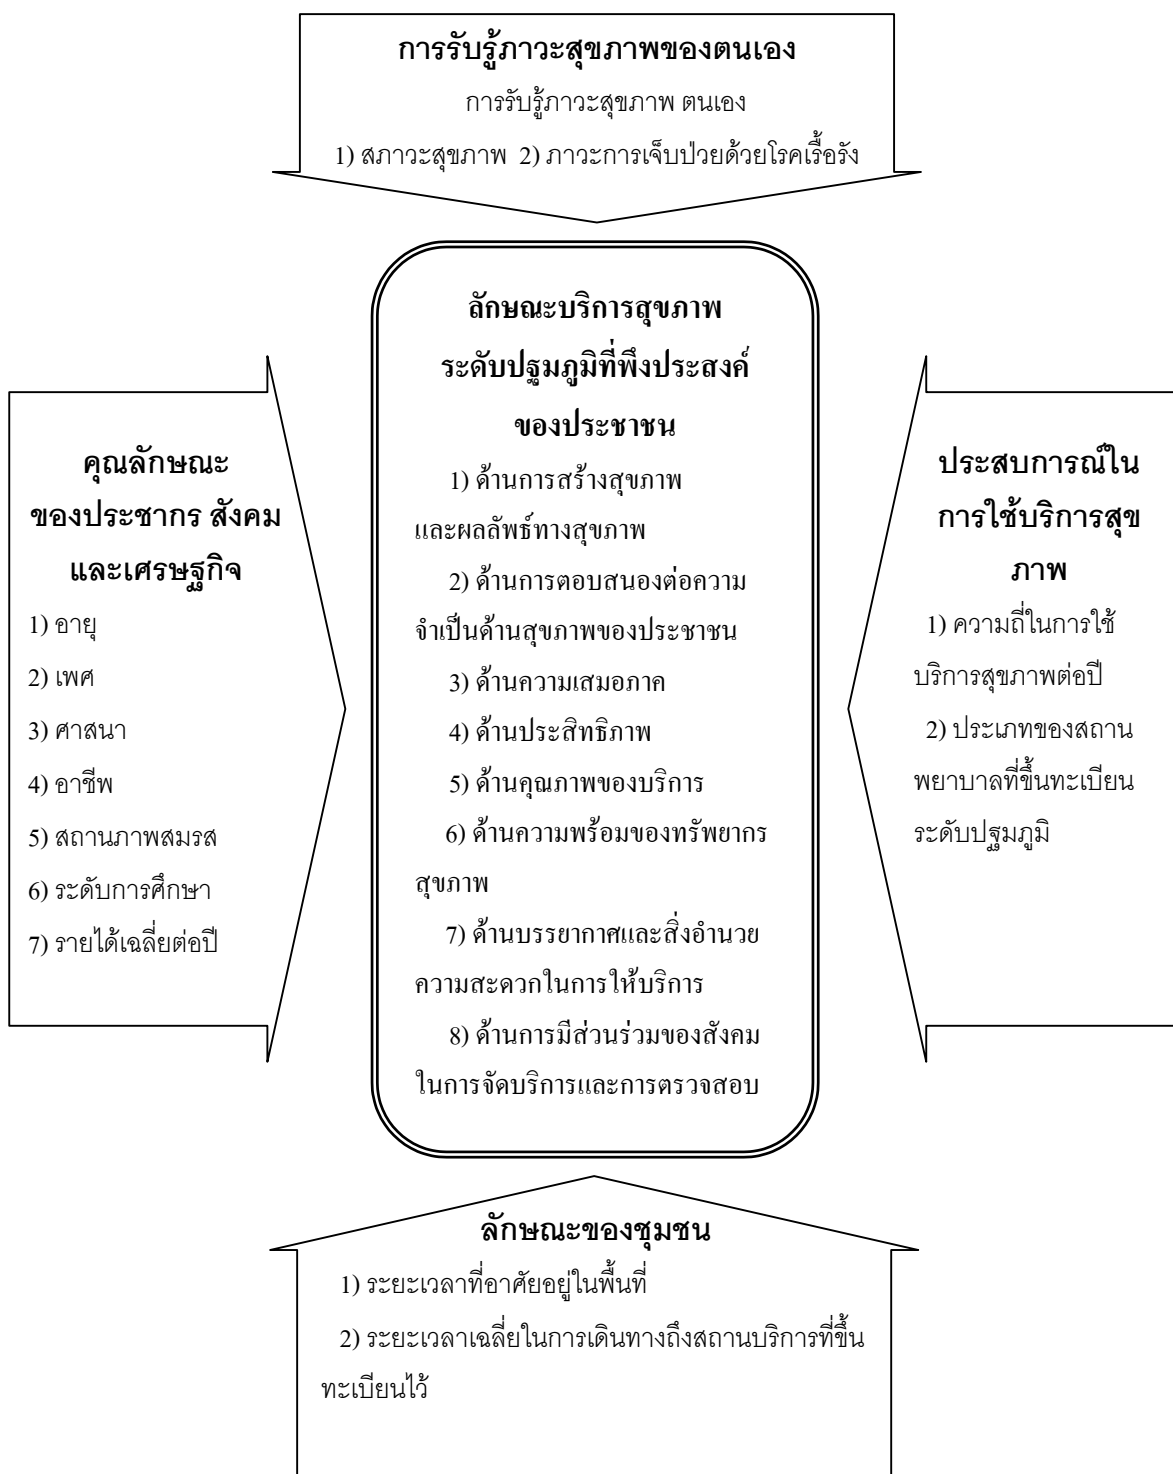 การรับรู้ภาวะสุขภาพของตนเอง
การรับรู้ภาวะสุขภาพ ตนเอง
1) สภาวะสุขภาพ  2) ภาวะการเจ็บป่วยด้วยโรคเรื้อรัง
คุณลักษณะ
ของประชากร สังคม
และเศรษฐกิจ
1) อายุ
2) เพศ
3) ศาสนา
4) อาชีพ
5) สถานภาพสมรส
6) ระดับการศึกษา
7) รายได้เฉลี่ยต่อปี
ลักษณะบริการสุขภาพ
ระดับปฐมภูมิที่พึงประสงค์
ของประชาชน
1) ด้านการสร้างสุขภาพ
และผลลัพธ์ทางสุขภาพ
2) ด้านการตอบสนองต่อความ
จำเป็นด้านสุขภาพของประชาชน
3) ด้านความเสมอภาค
4) ด้านประสิทธิภาพ
5) ด้านคุณภาพของบริการ
6) ด้านความพร้อมของทรัพยากร
สุขภาพ
7) ด้านบรรยากาศและสิ่งอำนวย
ความสะดวกในการให้บริการ
8) ด้านการมีส่วนร่วมของสังคม
ในการจัดบริการและการตรวจสอบ
ประสบการณ์ใน
การใช้บริการสุข
ภาพ
1) ความถี่ในการใช้
บริการสุขภาพต่อปี
2) ประเภทของสถาน
พยาบาลที่ขึ้นทะเบียน
ระดับปฐมภูมิ
ลักษณะของชุมชน
1) ระยะเวลาที่อาศัยอยู่ในพื้นที่
2) ระยะเวลาเฉลี่ยในการเดินทางถึงสถานบริการที่ขึ้น
ทะเบียนไว้